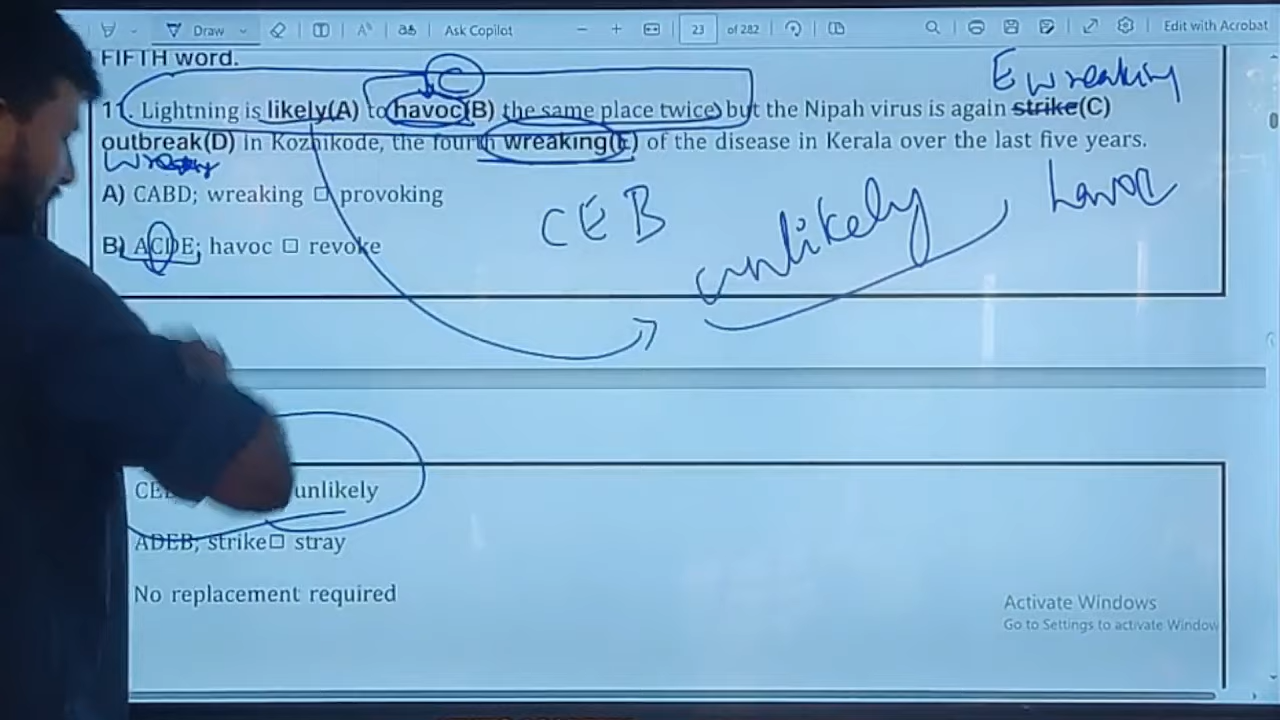 Draw
Ask Copilot
23 of 282
Edit with Acrobat
FIFTH word.
E wreaking
C
Lightning is likely(A) to havoc(B) the same place twice) but the Nipah virus is again strike(C)
outbreak(D) in Kozhikode, the fourth wreaking(E) of the disease in Kerala over the last five years.
A) CABD; wreaking □ provoking
CEB
unlikely
havoc
B) ACDE; havoc □ revoke
unlikely
ADEB; strike□ stray
No replacement required
Activate Windows
Go to Settings to activate Window